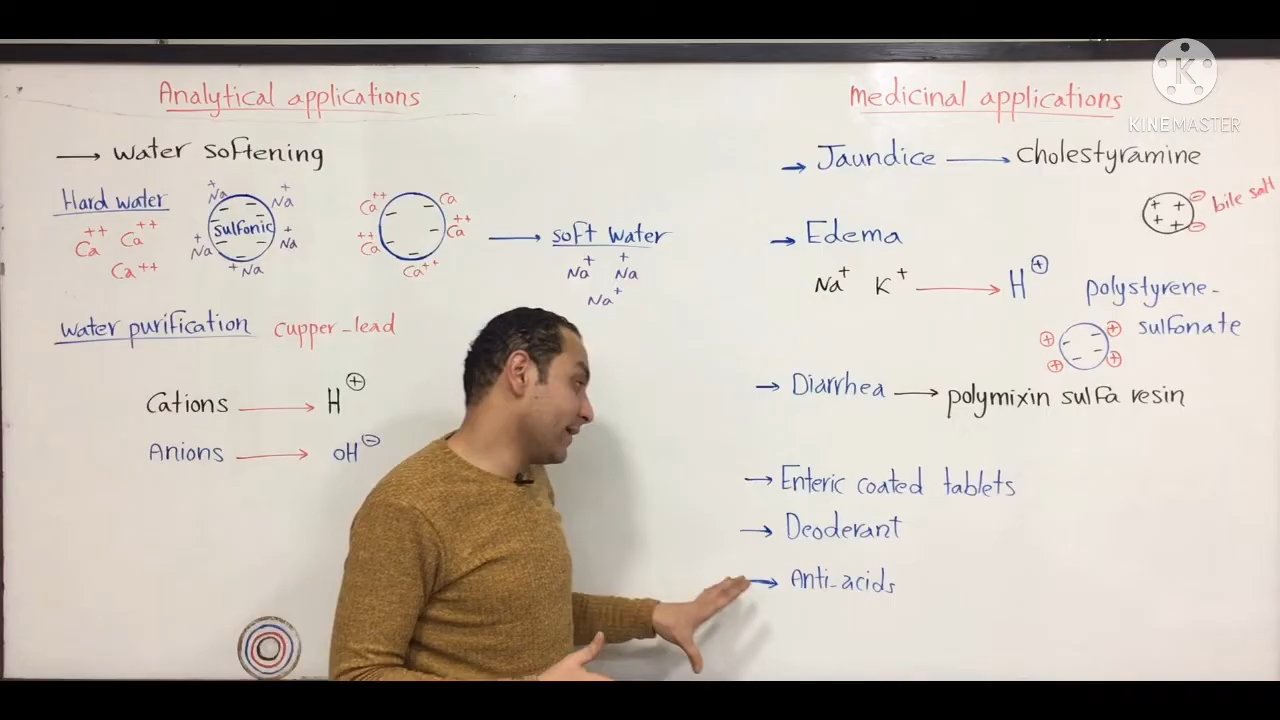 Analytical applications
→ water softening
Hard water
Ca++ Ca++
Ca++
Na+ Na+
sulfonic
Na+ Na+
+Na
Ca++ Ca
Ca++ Ca++
Ca++
→ soft water
Na+ Na+
Na+
water purification cupper-lead
Cations → H⊕
Anions → oH⊖
medicinal applications
→ Jaundice → cholestyramine
bile salt
→ Edema
Na+ K+ → H⊕ polystyrene-
sulfonate
→ Diarrhea → polymixin sulfa resin
→ Enteric coated tablets
→ Deoderant
→ Anti-acids
K
KINEMASTER